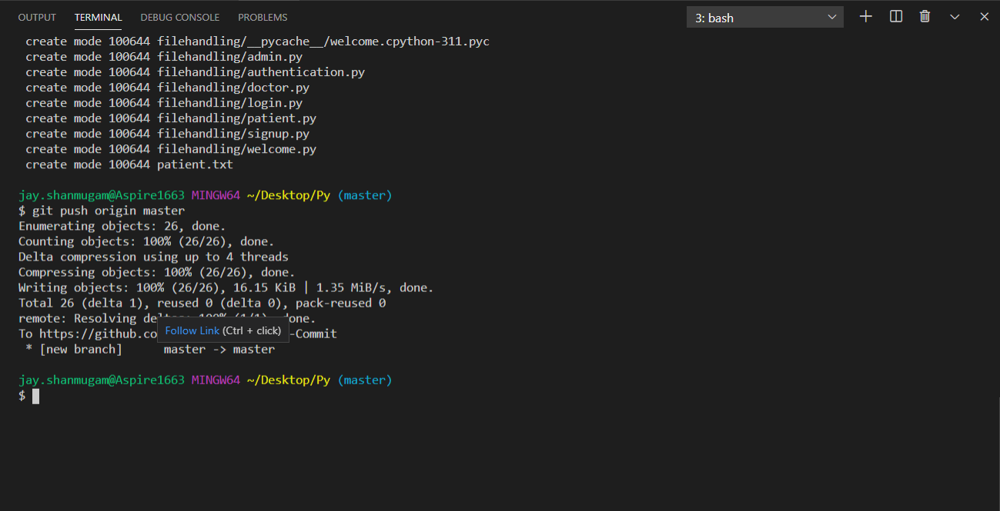 OUTPUT TERMINAL DEBUG CONSOLE PROBLEMS 3: bash
create mode 100644 filehandling/__pycache__/welcome.cpython-311.pyc
create mode 100644 filehandling/admin.py
create mode 100644 filehandling/authentication.py
create mode 100644 filehandling/doctor.py
create mode 100644 filehandling/login.py
create mode 100644 filehandling/patient.py
create mode 100644 filehandling/signup.py
create mode 100644 filehandling/welcome.py
create mode 100644 patient.txt
jay.shanmugam@Aspire1663 MINGW64 ~/Desktop/Py (master)
$ git push origin master
Enumerating objects: 26, done.
Counting objects: 100% (26/26), done.
Delta compression using up to 4 threads
Compressing objects: 100% (26/26), done.
Writing objects: 100% (26/26), 16.15 KiB | 1.35 MiB/s, done.
Total 26 (delta 1), reused 0 (delta 0), pack-reused 0
remote: Resolving deltas: 100% (1/1), done.
To https://github.co Follow Link (Ctrl + click) -Commit
* [new branch] master -> master
jay.shanmugam@Aspire1663 MINGW64 ~/Desktop/Py (master)
$